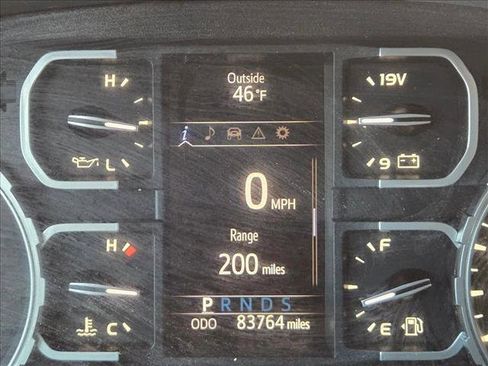 H
L
H
C
Outside
46°F
i
0 MPH
Range
200 miles
P R N D S
ODO 83764 miles
19V
9
F
E